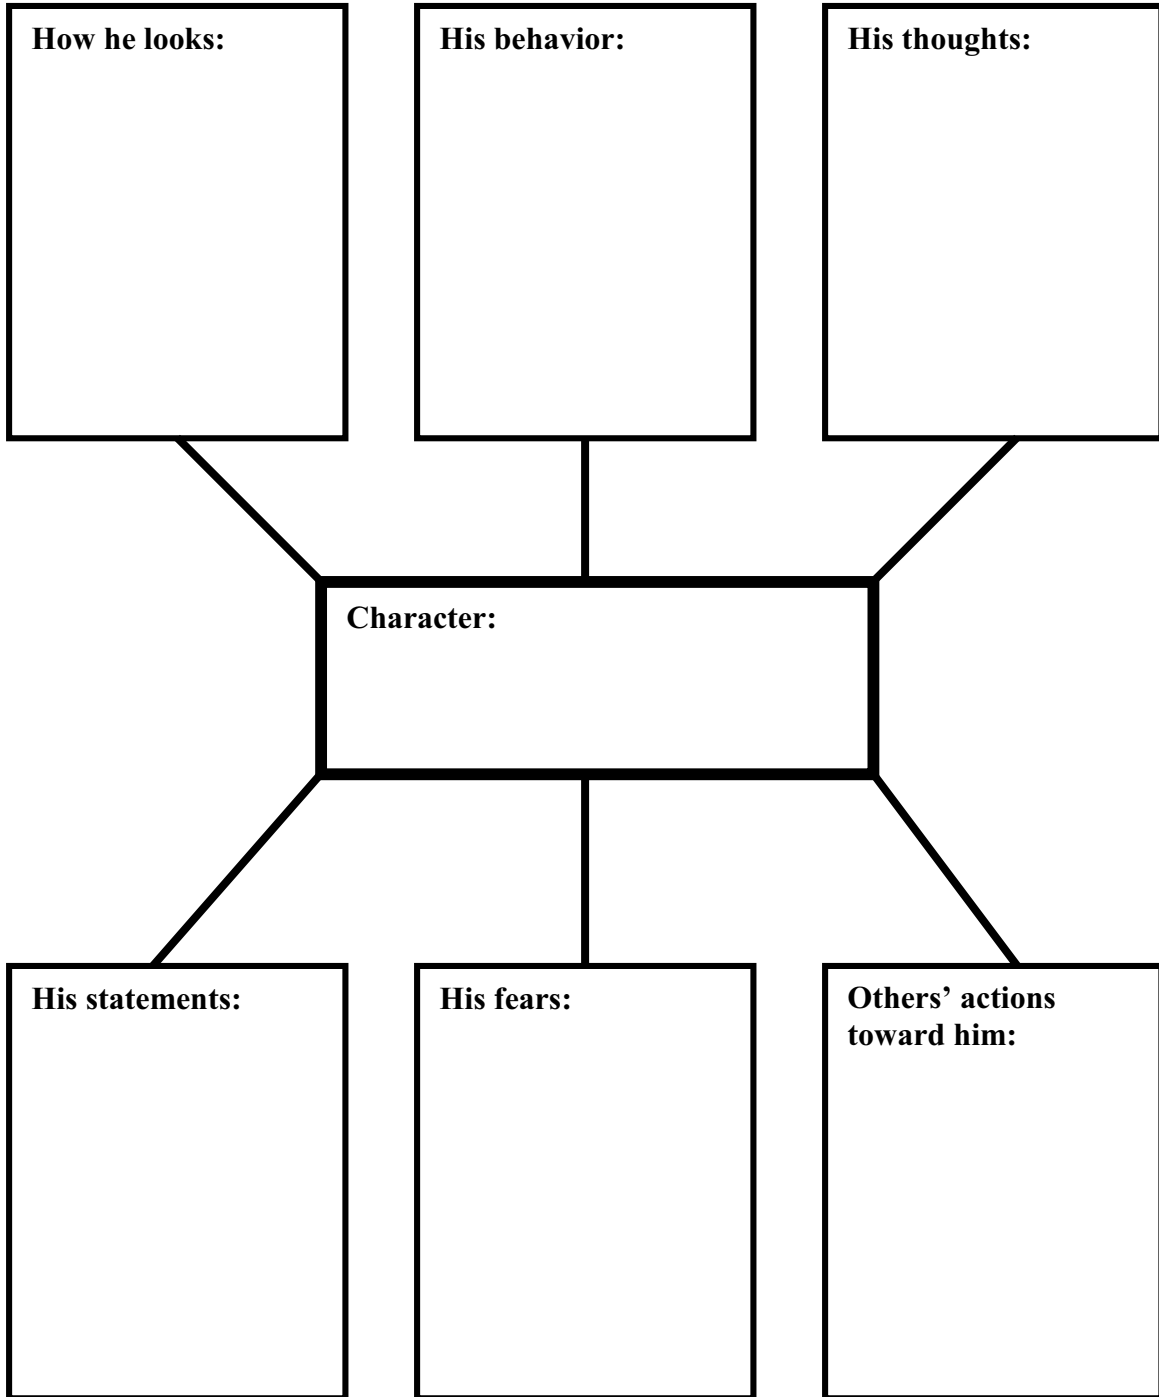 How he looks:
His behavior:
His thoughts:
Character:
His statements:
His fears:
Others’ actions
toward him: